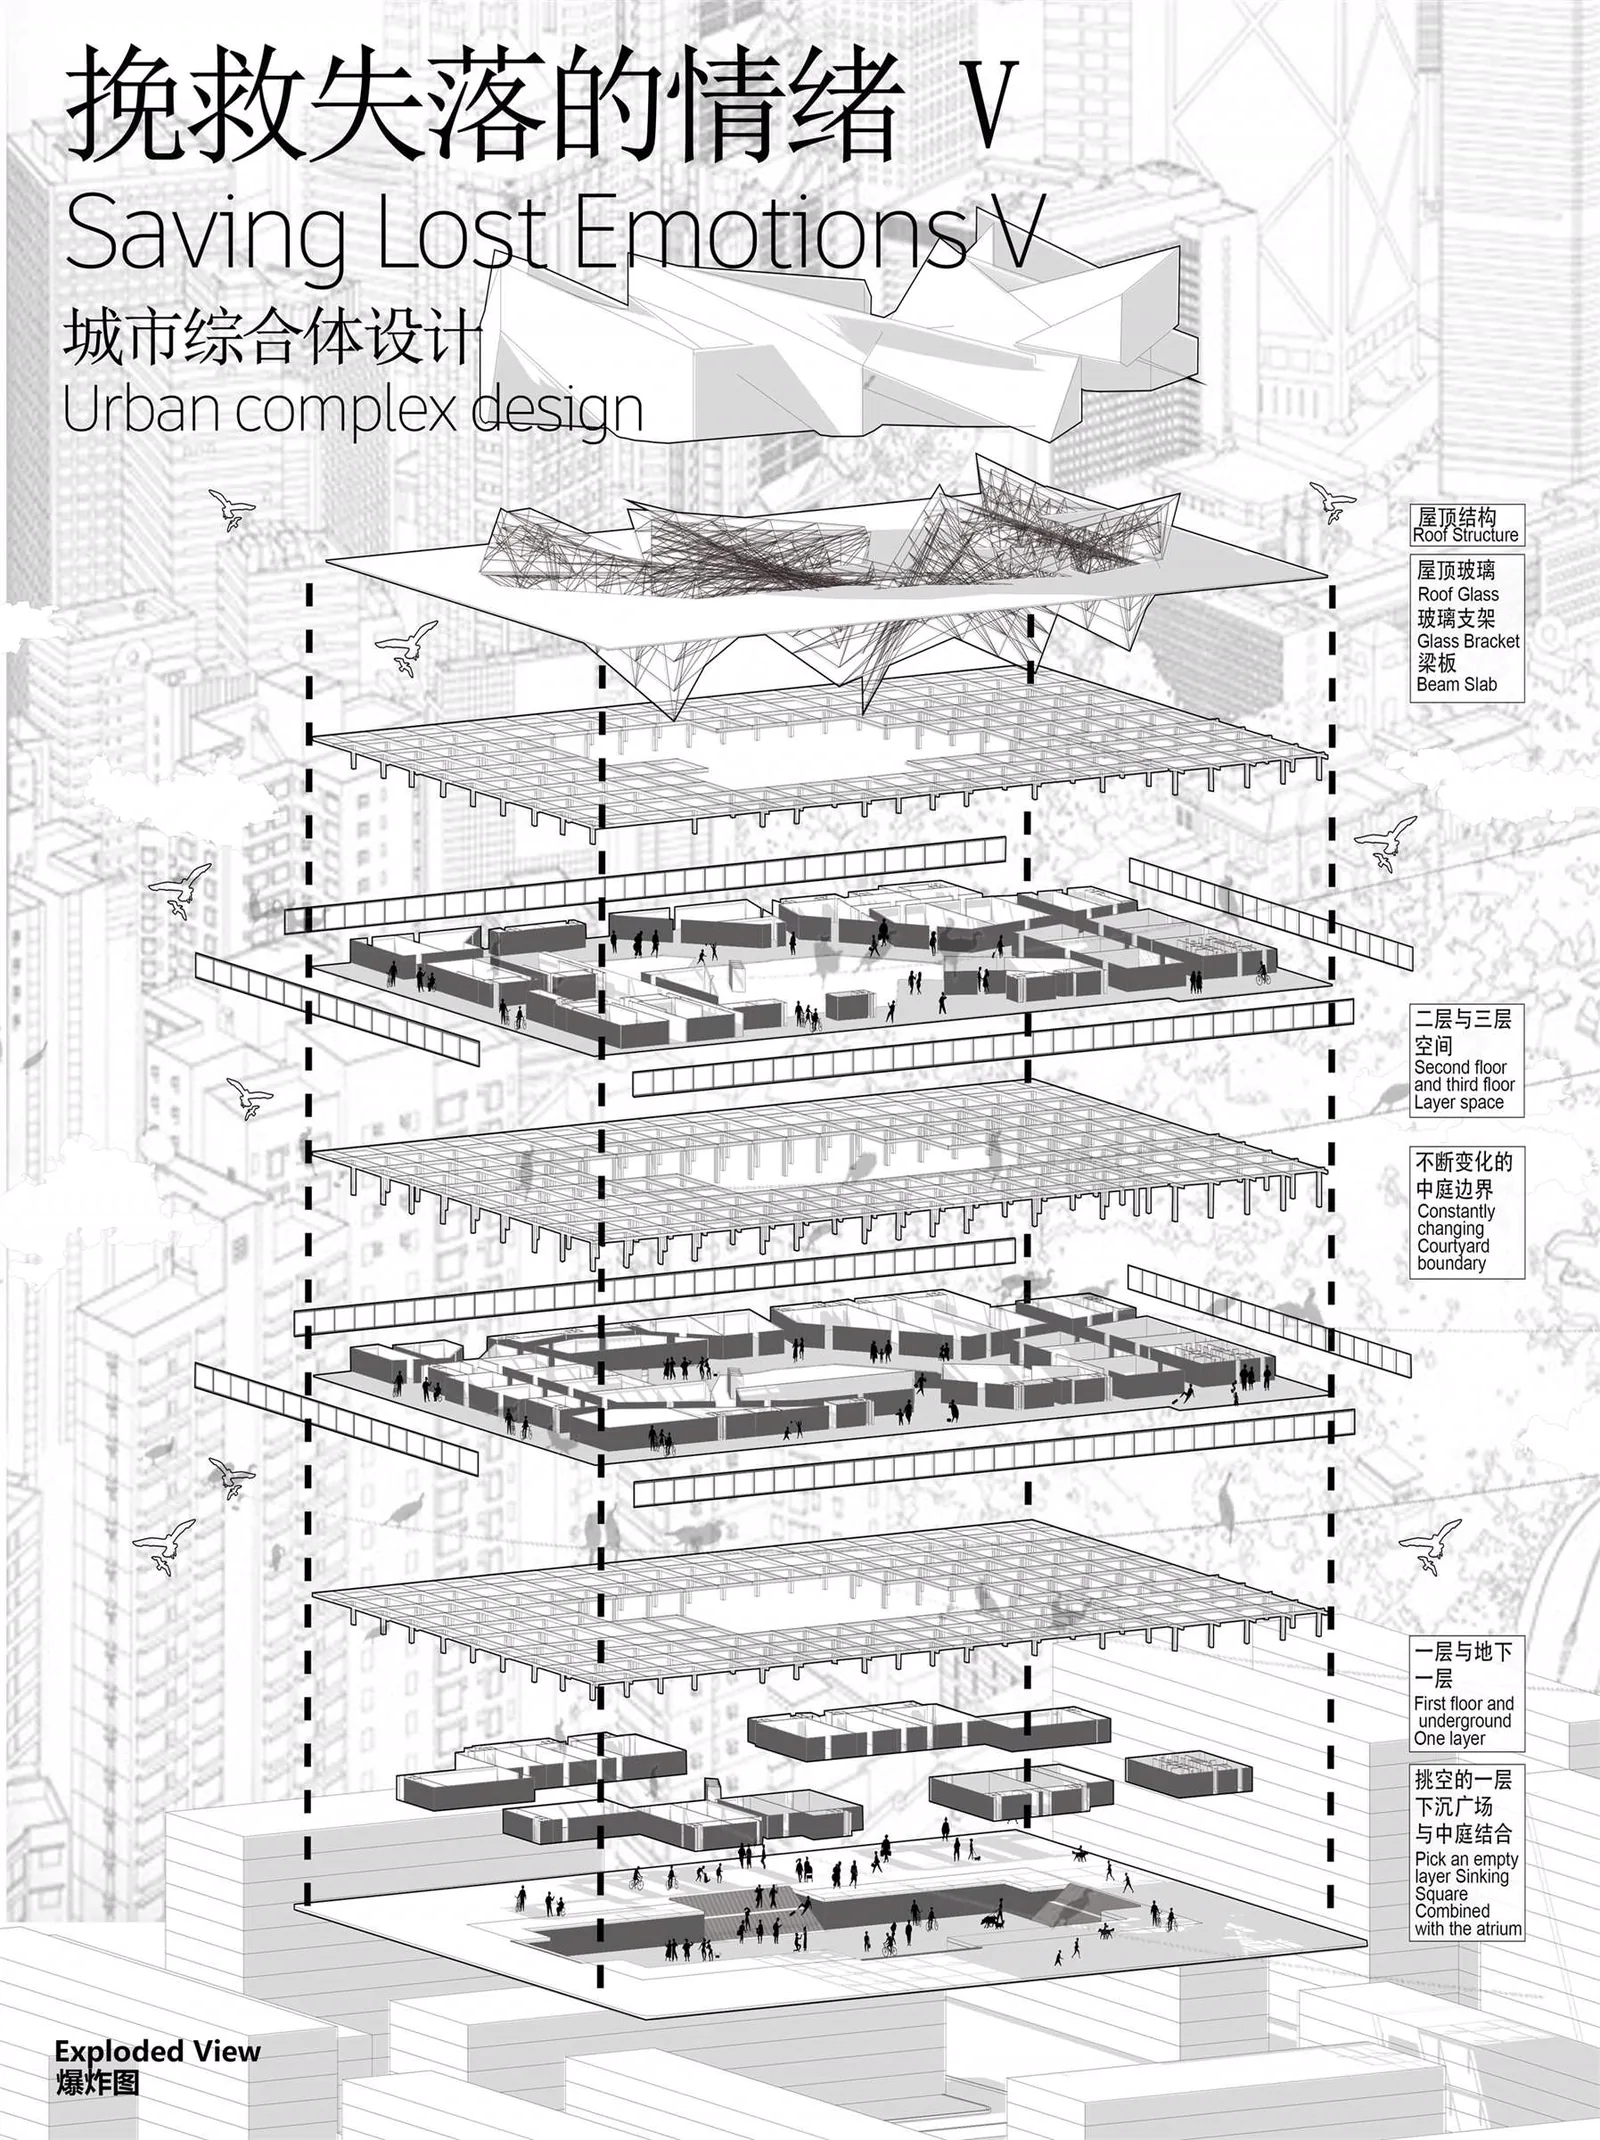 挽救失落的情绪 V
Saving Lost Emotions V
城市综合体设计
Urban complex design
屋顶结构
Roof Structure
屋顶玻璃
Roof Glass
玻璃支架
Glass Bracket
梁板
Beam Slab
二层与三层
空间
Second floor
and third floor
Layer space
不断变化的
中庭边界
Constantly
changing
Courtyard
boundary
一层与地下
一层
First floor and
underground
One layer
挑空的一层
下沉广场
与中庭结合
Pick an empty
layer Sinking
Square
Combined
with the atrium
Exploded View
爆炸图